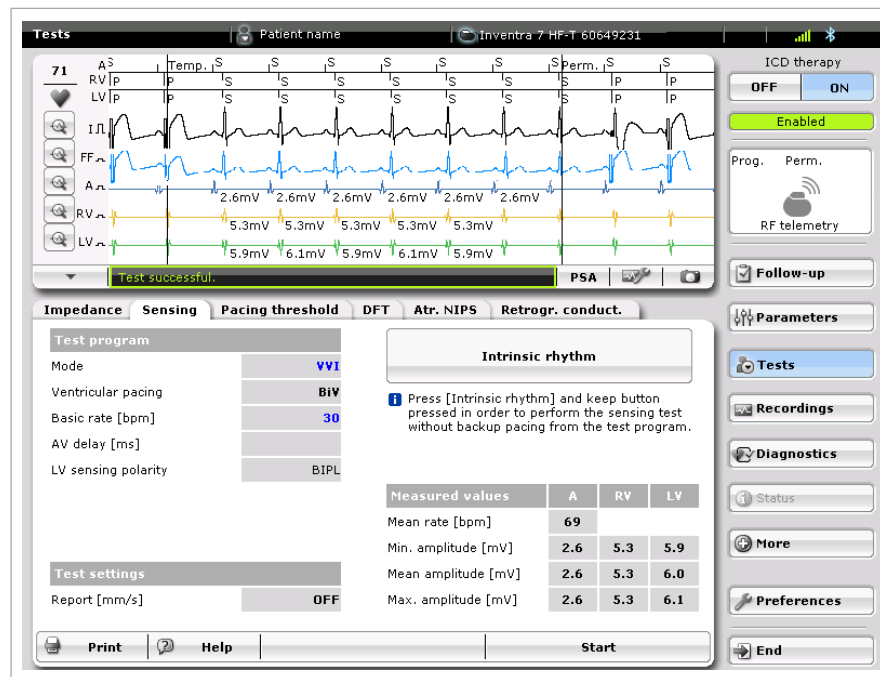 Tests Patient name Inventra 7 HF-T 60649231
71 A S Temp. S S S S S Perm. S S
RV P P S S S S S S S P P
LV P P S S S S S S S P P
I
FF
A
2.6mV 2.6mV 2.6mV 2.6mV 2.6mV 2.6mV
RV
5.3mV 5.3mV 5.3mV 5.3mV 5.3mV
LV
5.9mV 6.1mV 5.9mV 6.1mV 5.9mV
Test successful. PSA
ICD therapy
OFF ON
Enabled
Prog. Perm.
RF telemetry
Follow-up
Parameters
Tests
Recordings
Diagnostics
Status
More
Preferences
End
Impedance Sensing Pacing threshold DFT Atr. NIPS Retrogr. conduct.
Test program
Mode VVI
Ventricular pacing BiV
Basic rate [bpm] 30
AV delay [ms]
LV sensing polarity BIPL
Test settings
Report [mm/s] OFF
Intrinsic rhythm
Press [Intrinsic rhythm] and keep button
pressed in order to perform the sensing test
without backup pacing from the test program.
Measured values A RV LV
Mean rate [bpm] 69
Min. amplitude [mV] 2.6 5.3 5.9
Mean amplitude [mV] 2.6 5.3 6.0
Max. amplitude [mV] 2.6 5.3 6.1
Print Help Start